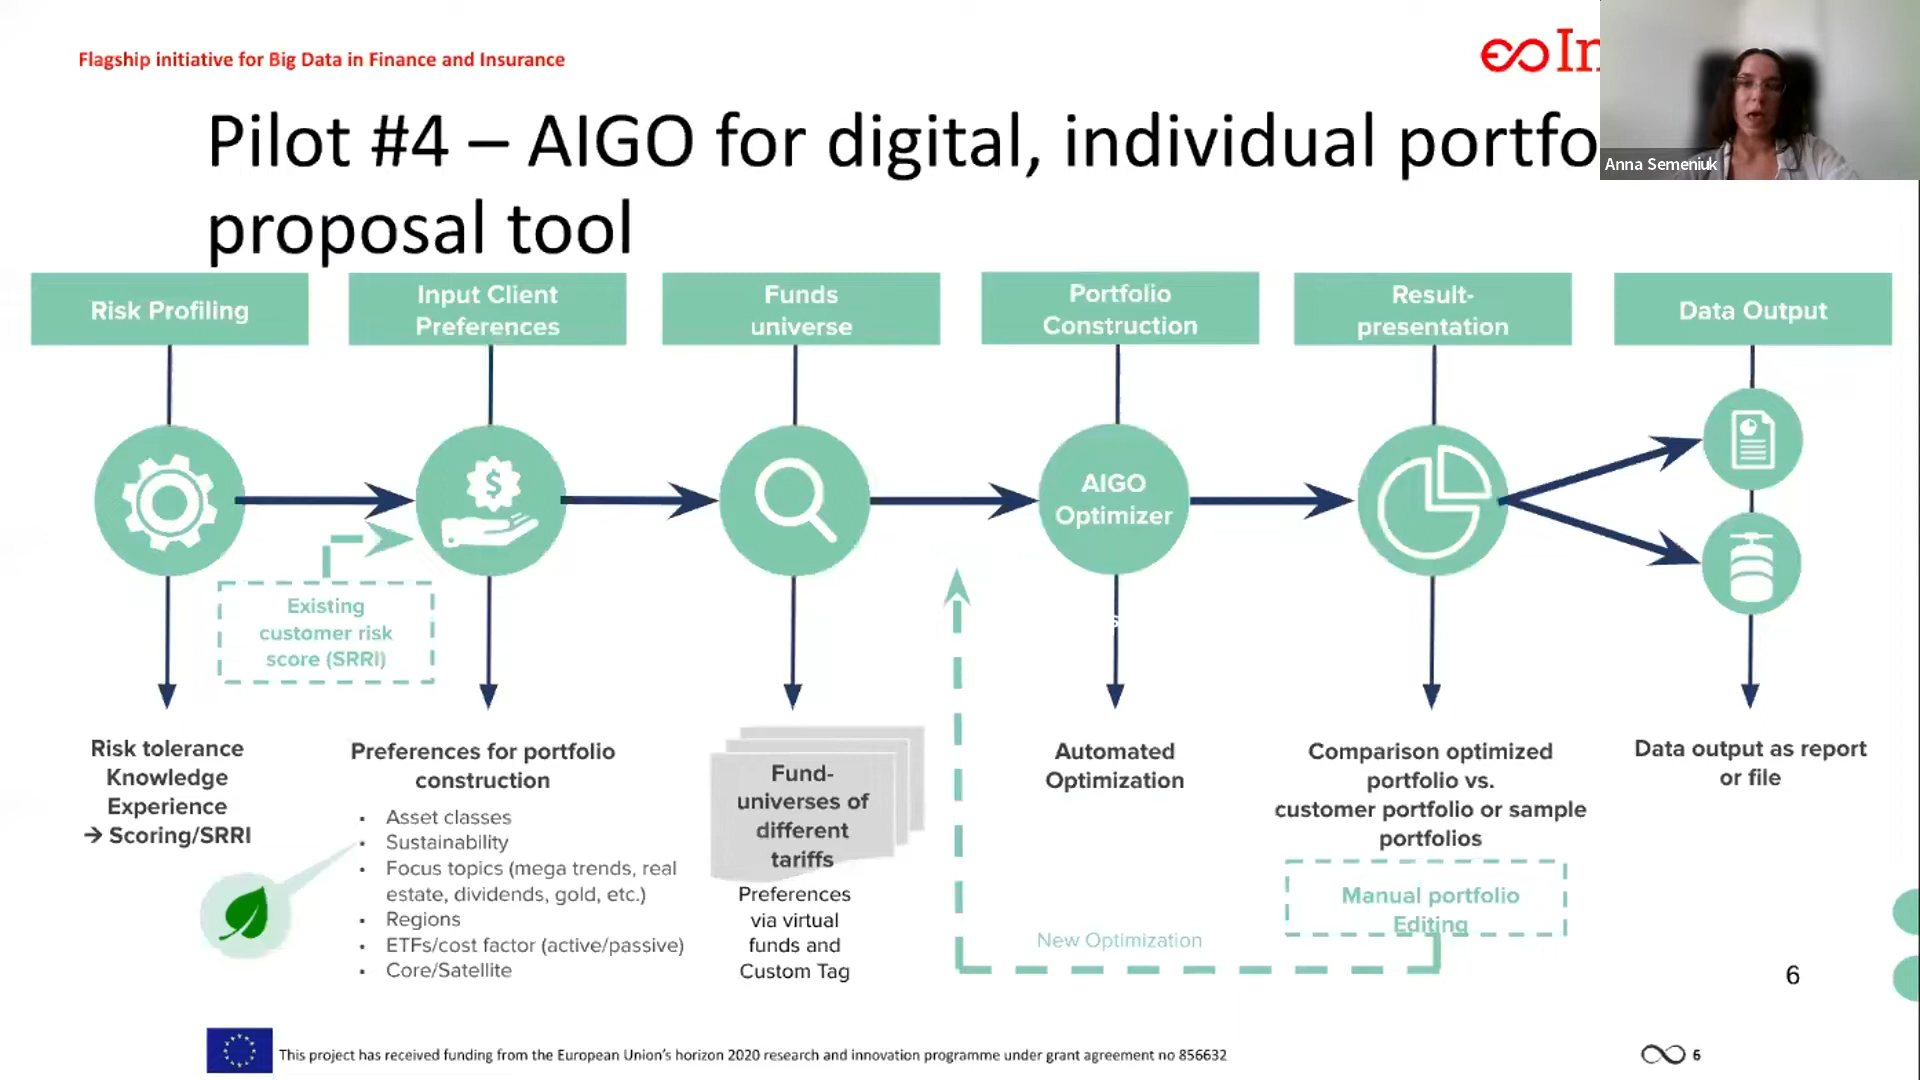 Flagship initiative for Big Data in Finance and Insurance
Anna Semeniuk
Pilot #4 – AIGO for digital, individual portfo
proposal tool
Risk Profiling
Input Client
Preferences
Funds
universe
Portfolio
Construction
Result-
presentation
Data Output
$
AIGO
Optimizer
Existing
customer risk
score (SRRI)
Risk tolerance
Knowledge
Experience
→ Scoring/SRRI
Preferences for portfolio
construction
▪ Asset classes
▪ Sustainability
▪ Focus topics (mega trends, real
estate, dividends, gold, etc.)
▪ Regions
▪ ETFs/cost factor (active/passive)
▪ Core/Satellite
Fund-
universes of
different
tariffs
Preferences
via virtual
funds and
Custom Tag
Automated
Optimization
Comparison optimized
portfolio vs.
customer portfolio or sample
portfolios
Manual portfolio
Editing
New Optimization
Data output as report
or file
6
This project has received funding from the European Union's horizon 2020 research and innovation programme under grant agreement no 856632
6